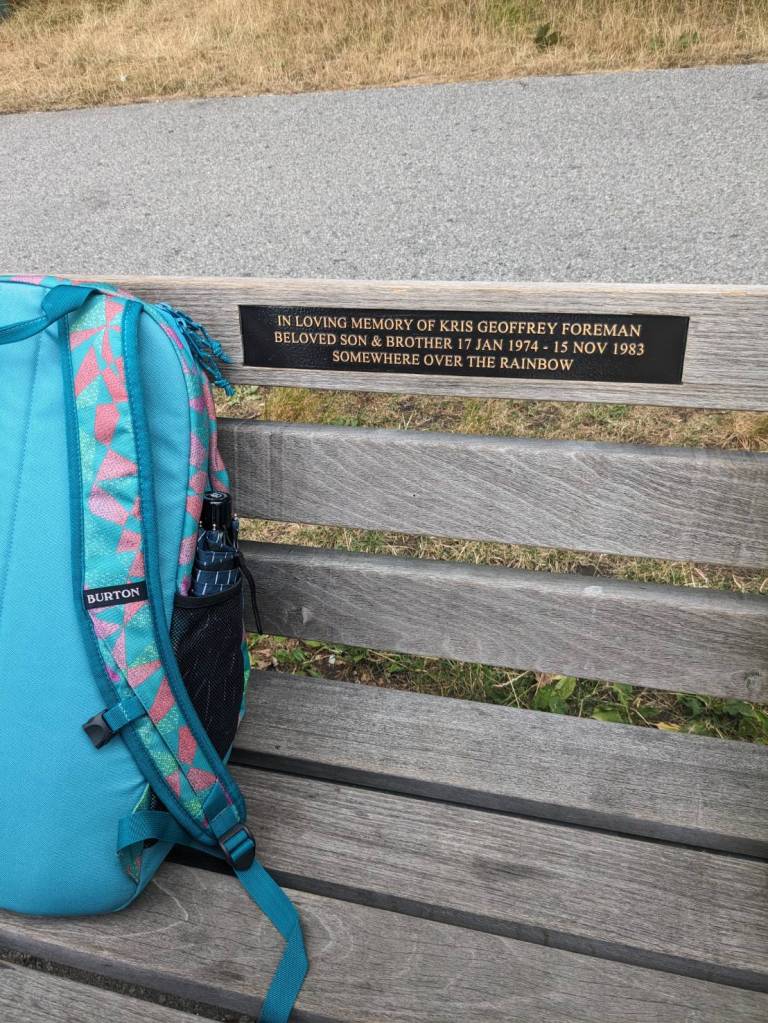 IN LOVING MEMORY OF KRIS GEOFFREY FOREMAN
BELOVED SON & BROTHER 17 JAN 1974 - 15 NOV 1983
SOMEWHERE OVER THE RAINBOW
BURTON